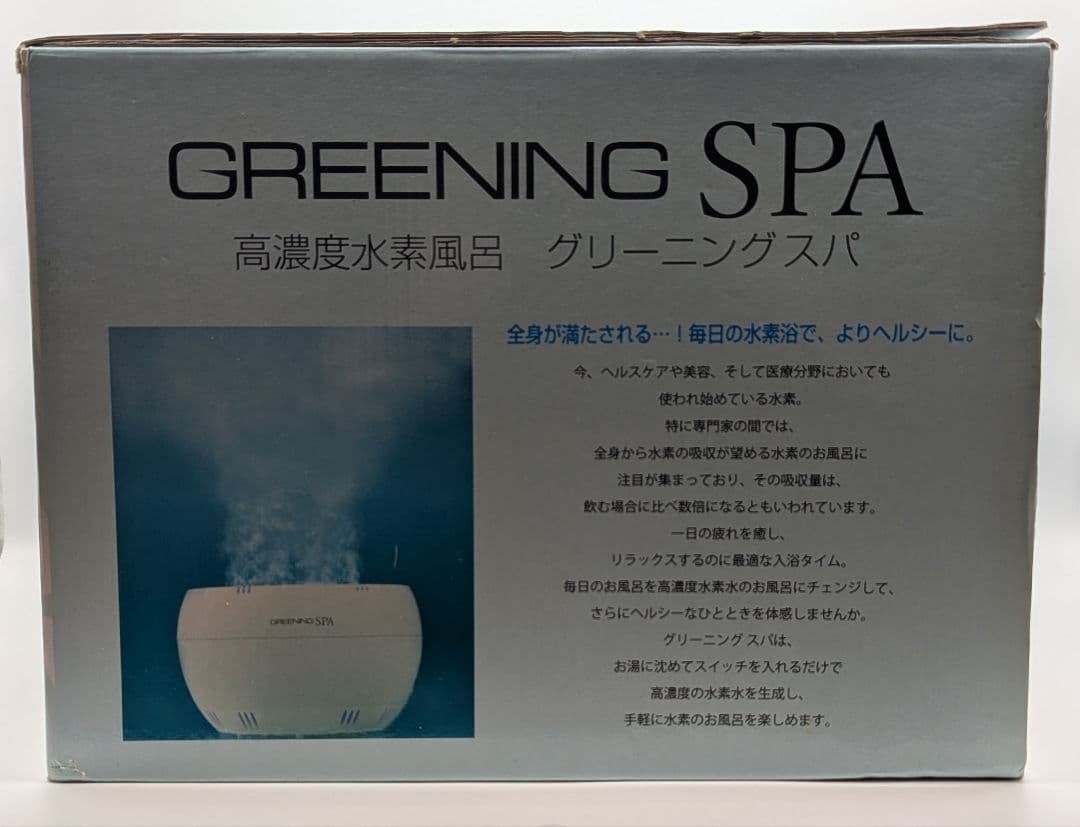 GREENING SPA
高濃度水素風呂　グリーニングスパ
全身が満たされる…！毎日の水素浴で、よりヘルシーに。
今、ヘルスケアや美容、そして医療分野においても
使われ始めている水素。
特に専門家の間では、
全身から水素の吸収が望める水素のお風呂に
注目が集まっており、その吸収量は、
飲む場合に比べ数倍になるともいわれています。
一日の疲れを癒し、
リラックスするのに最適な入浴タイム。
毎日のお風呂を高濃度水素水のお風呂にチェンジして、
さらにヘルシーなひとときを体感しませんか。
グリーニング スパは、
お湯に沈めてスイッチを入れるだけで
高濃度の水素水を生成し、
手軽に水素のお風呂を楽しめます。
GREENING SPA